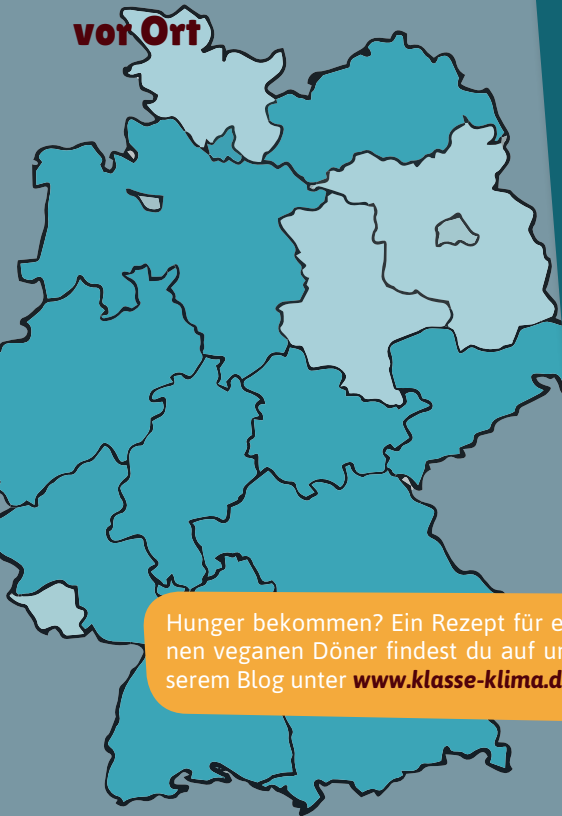 vor Ort
Hunger bekommen? Ein Rezept für e
nen veganen Döner findest du auf un
serem Blog unter www.klasse-klima.d